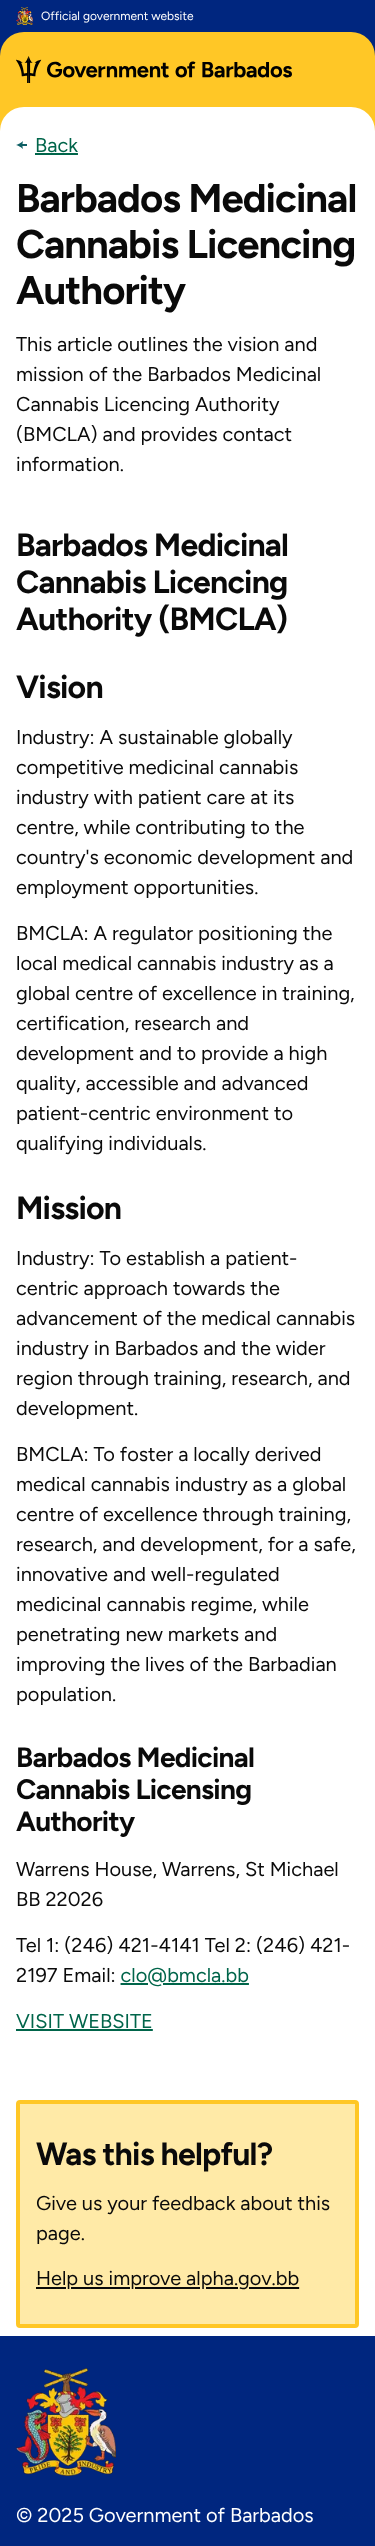 Official government website
Government of Barbados
Back
Barbados Medicinal
Cannabis Licencing
Authority
This article outlines the vision and
mission of the Barbados Medicinal
Cannabis Licencing Authority
(BMCLA) and provides contact
information.
Barbados Medicinal
Cannabis Licencing
Authority (BMCLA)
Vision
Industry: A sustainable globally
competitive medicinal cannabis
industry with patient care at its
centre, while contributing to the
country's economic development and
employment opportunities.
BMCLA: A regulator positioning the
local medical cannabis industry as a
global centre of excellence in training,
certification, research and
development and to provide a high
quality, accessible and advanced
patient-centric environment to
qualifying individuals.
Mission
Industry: To establish a patient-
centric approach towards the
advancement of the medical cannabis
industry in Barbados and the wider
region through training, research, and
development.
BMCLA: To foster a locally derived
medical cannabis industry as a global
centre of excellence through training,
research, and development, for a safe,
innovative and well-regulated
medicinal cannabis regime, while
penetrating new markets and
improving the lives of the Barbadian
population.
Barbados Medicinal
Cannabis Licensing
Authority
Warrens House, Warrens, St Michael
BB 22026
Tel 1: (246) 421-4141 Tel 2: (246) 421-
2197 Email: clo@bmcla.bb
VISIT WEBSITE
Was this helpful?
Give us your feedback about this
page.
Help us improve alpha.gov.bb
PRIDE AND INDUSTRY
© 2025 Government of Barbados